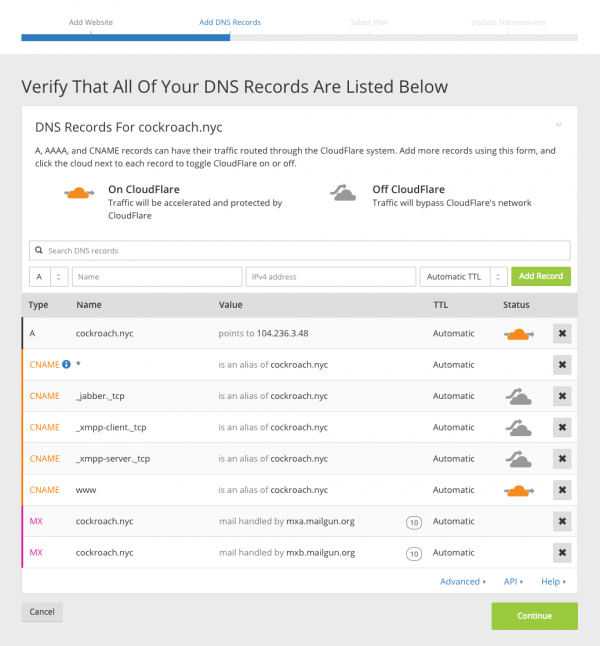 Add Website
Add DNS Records
Select Plan
Update Nameservers
Verify That All Of Your DNS Records Are Listed Below
DNS Records For cockroach.nyc
A, AAAA, and CNAME records can have their traffic routed through the CloudFlare system. Add more records using this form, and
click the cloud next to each record to toggle CloudFlare on or off.
On CloudFlare
Traffic will be accelerated and protected by
CloudFlare
Off CloudFlare
Traffic will bypass CloudFlare's network
Search DNS records
A Name IPv4 address Automatic TTL Add Record
Type Name Value TTL Status
A cockroach.nyc points to 104.236.3.48 Automatic
CNAME * is an alias of cockroach.nyc Automatic
CNAME _jabber._tcp is an alias of cockroach.nyc Automatic
CNAME _xmpp-client._tcp is an alias of cockroach.nyc Automatic
CNAME _xmpp-server._tcp is an alias of cockroach.nyc Automatic
CNAME www is an alias of cockroach.nyc Automatic
MX cockroach.nyc mail handled by mxa.mailgun.org 10 Automatic
MX cockroach.nyc mail handled by mxb.mailgun.org 10 Automatic
Advanced API Help
Cancel Continue